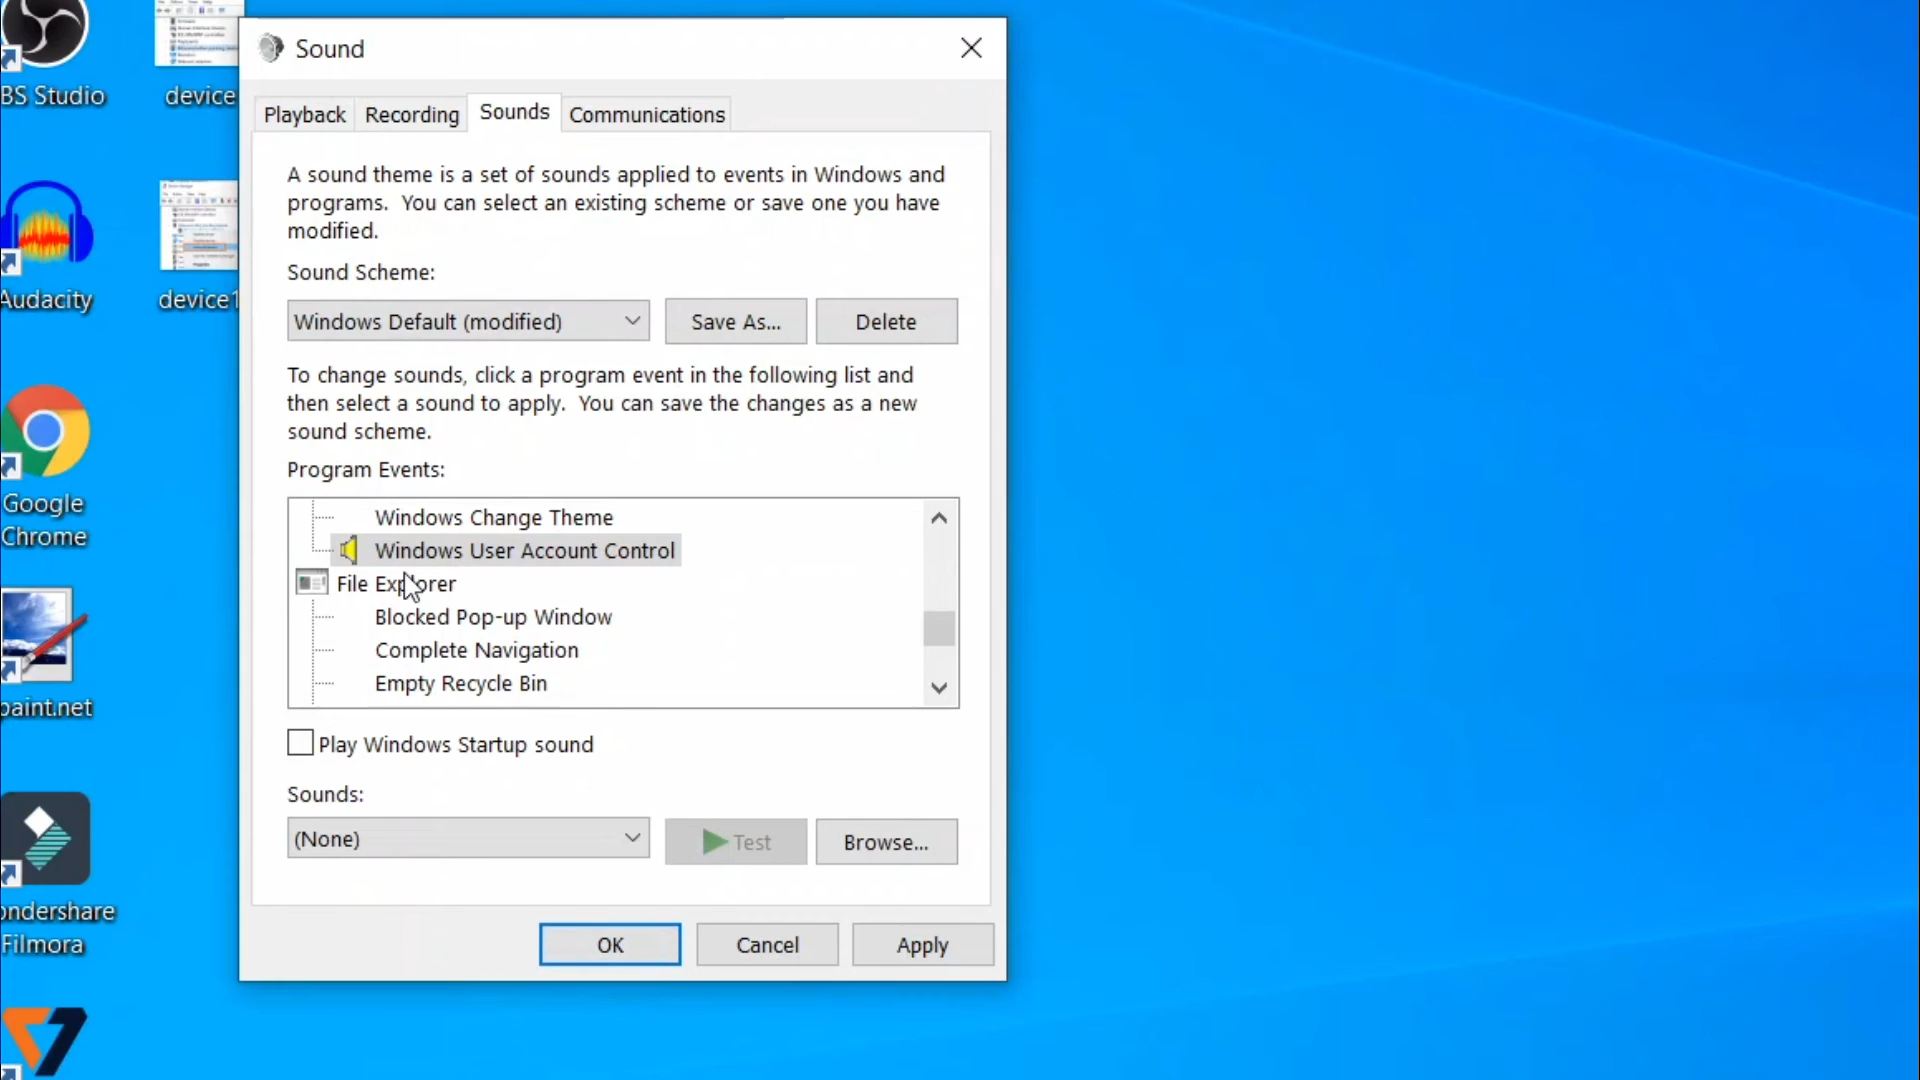 Sound
Playback
Recording
Sounds
Communications
A sound theme is a set of sounds applied to events in Windows and
programs. You can select an existing scheme or save one you have
modified.
Sound Scheme:
Windows Default (modified)
Save As...
Delete
To change sounds, click a program event in the following list and
then select a sound to apply. You can save the changes as a new
sound scheme.
Program Events:
Windows Change Theme
Windows User Account Control
File Explorer
Blocked Pop-up Window
Complete Navigation
Empty Recycle Bin
Play Windows Startup sound
Sounds:
(None)
Test
Browse...
OK
Cancel
Apply
BS Studio
device
Audacity
device1
Google
Chrome
paint.net
ondershare
Filmora